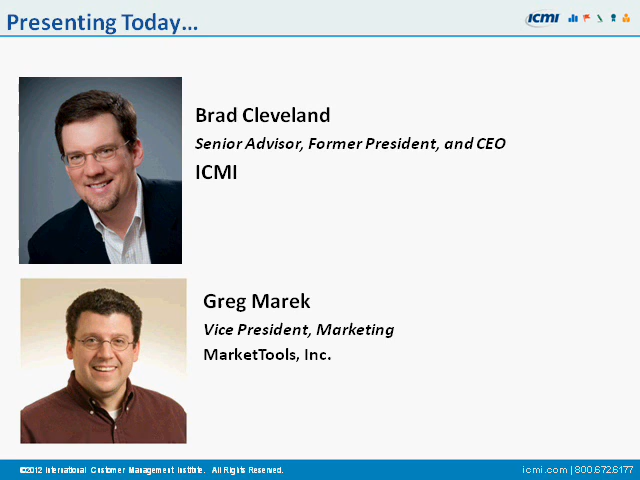 Presenting Today...
ICMI
Brad Cleveland
Senior Advisor, Former President, and CEO
ICMI
Greg Marek
Vice President, Marketing
MarketTools, Inc.
©2012 International Customer Management Institute. All Rights Reserved.
icmi.com | 800.672.6177